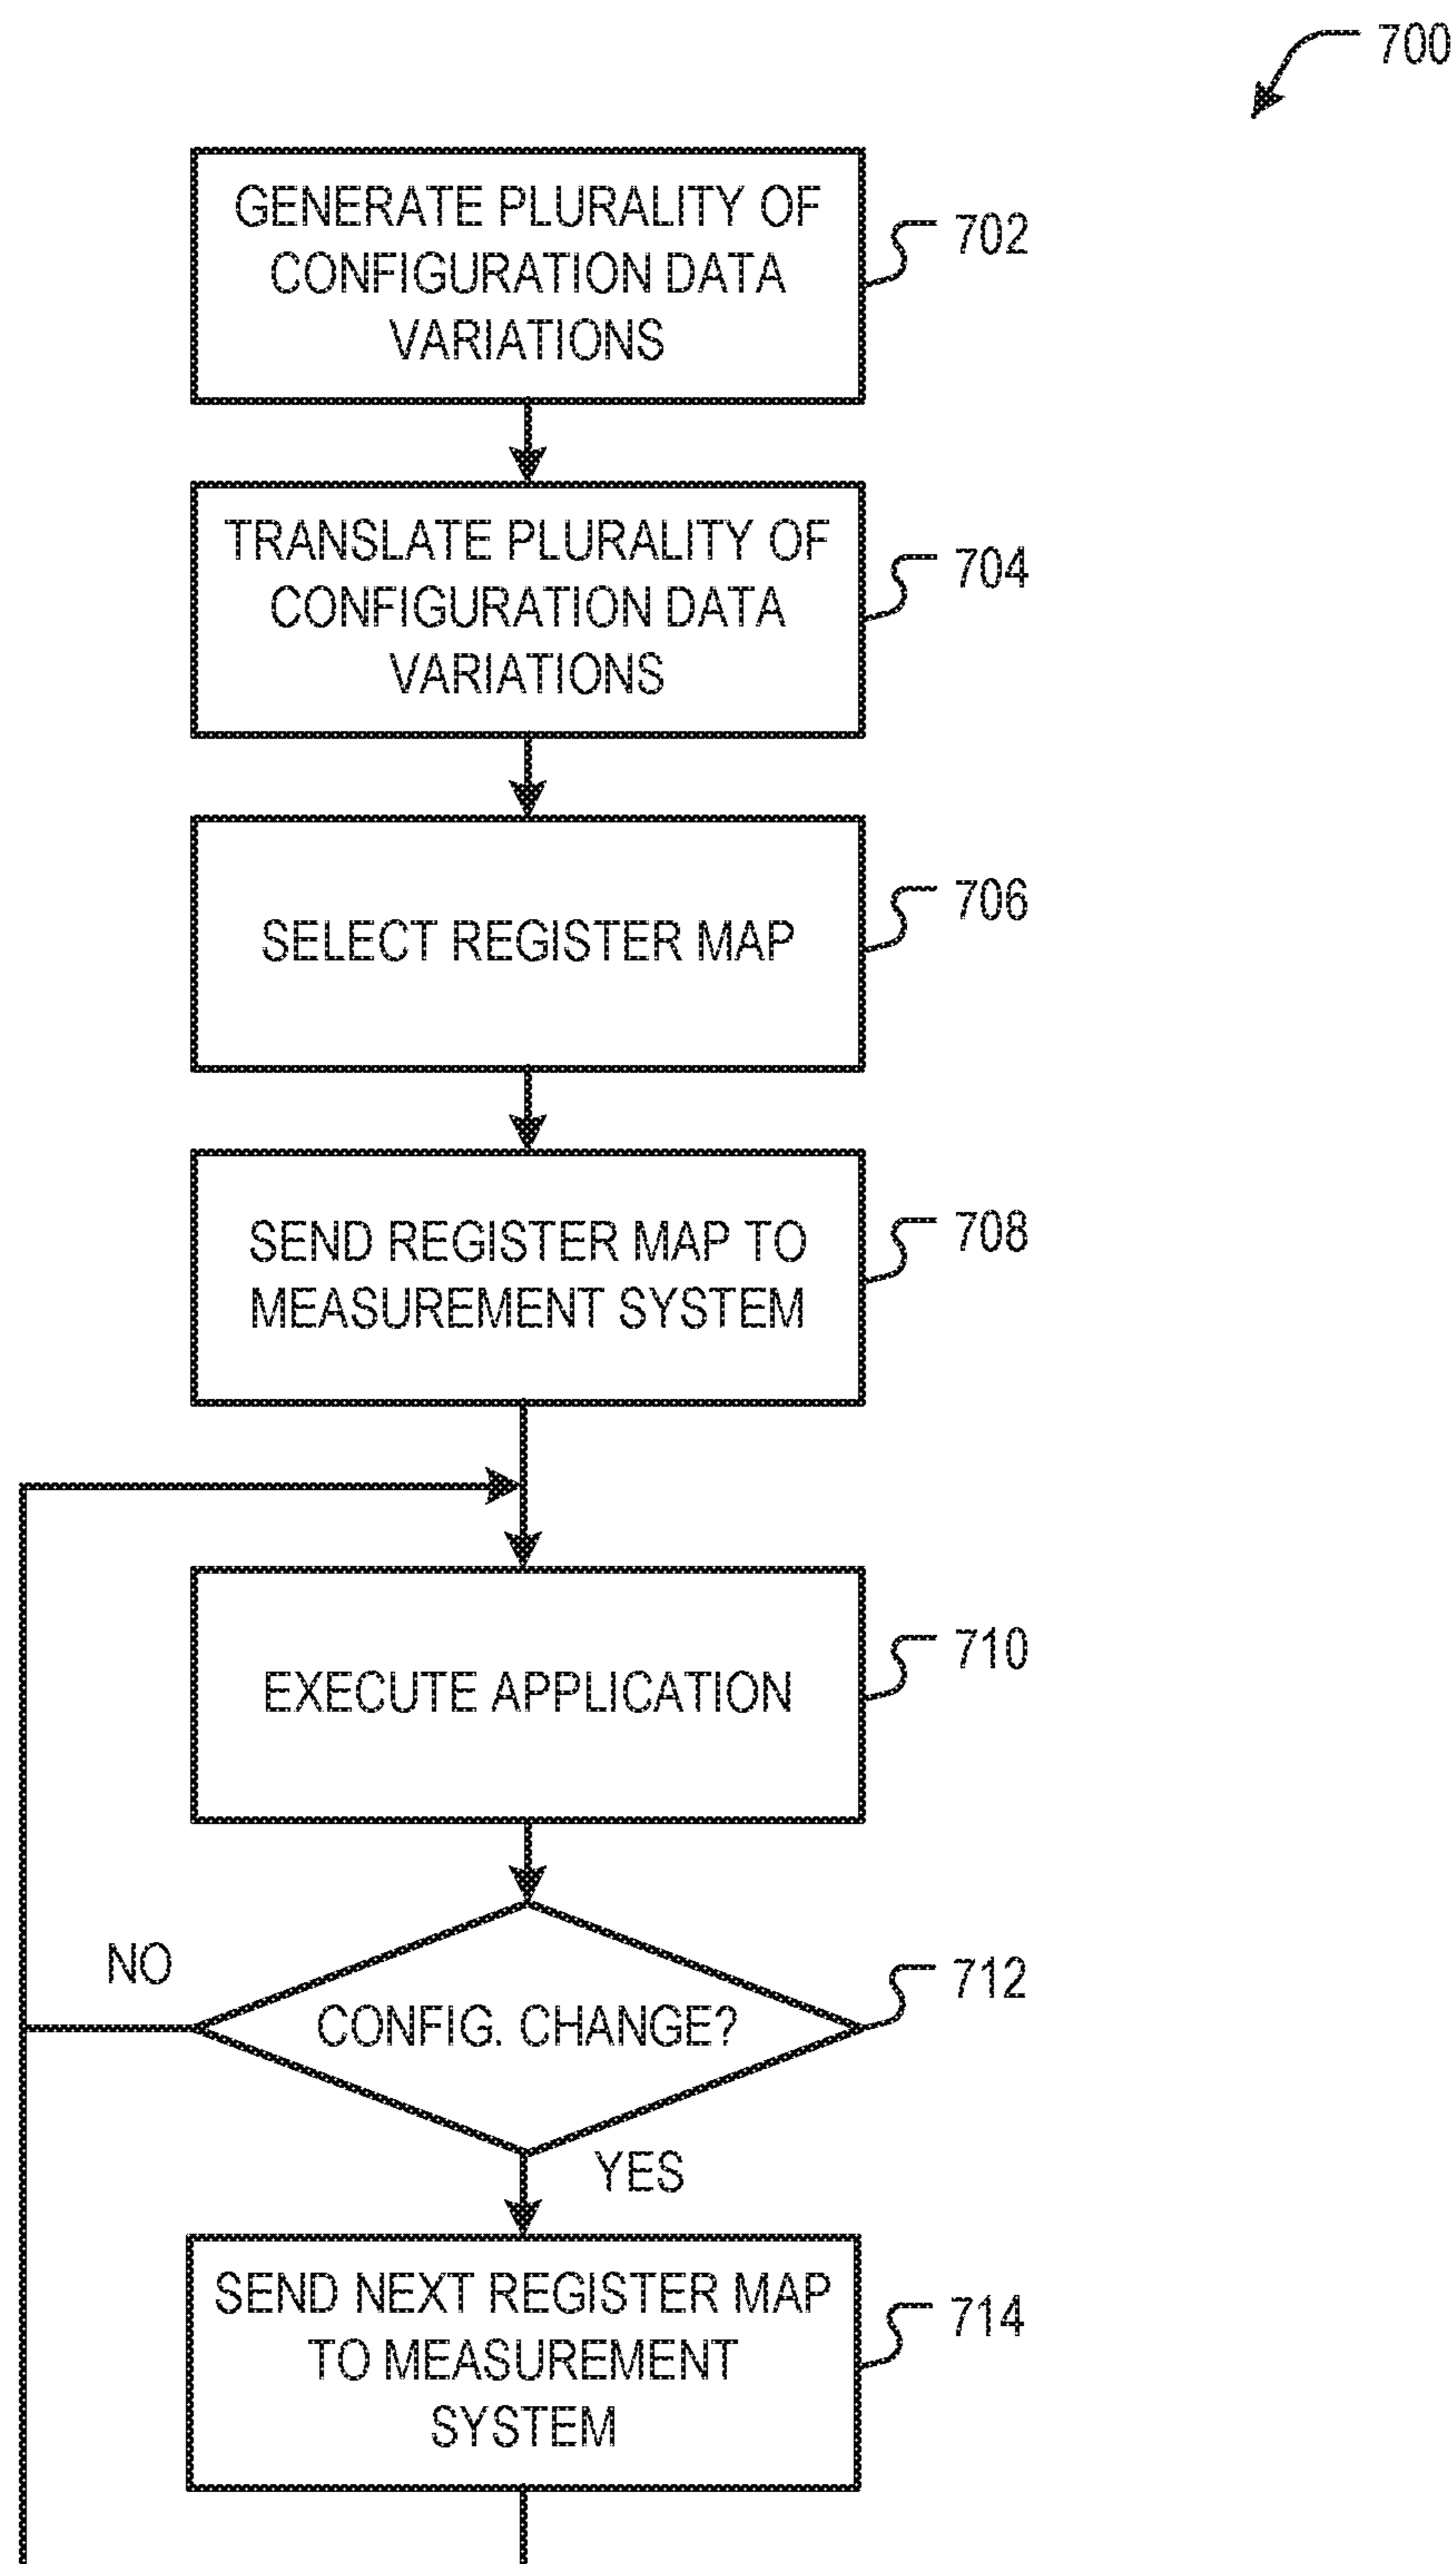 700
GENERATE PLURALITY OF
CONFIGURATION DATA
VARIATIONS
702
TRANSLATE PLURALITY OF
CONFIGURATION DATA
VARIATIONS
704
SELECT REGISTER MAP
706
SEND REGISTER MAP TO
MEASUREMENT SYSTEM
708
EXECUTE APPLICATION
710
NO
CONFIG. CHANGE?
712
YES
SEND NEXT REGISTER MAP
TO MEASUREMENT
SYSTEM
714